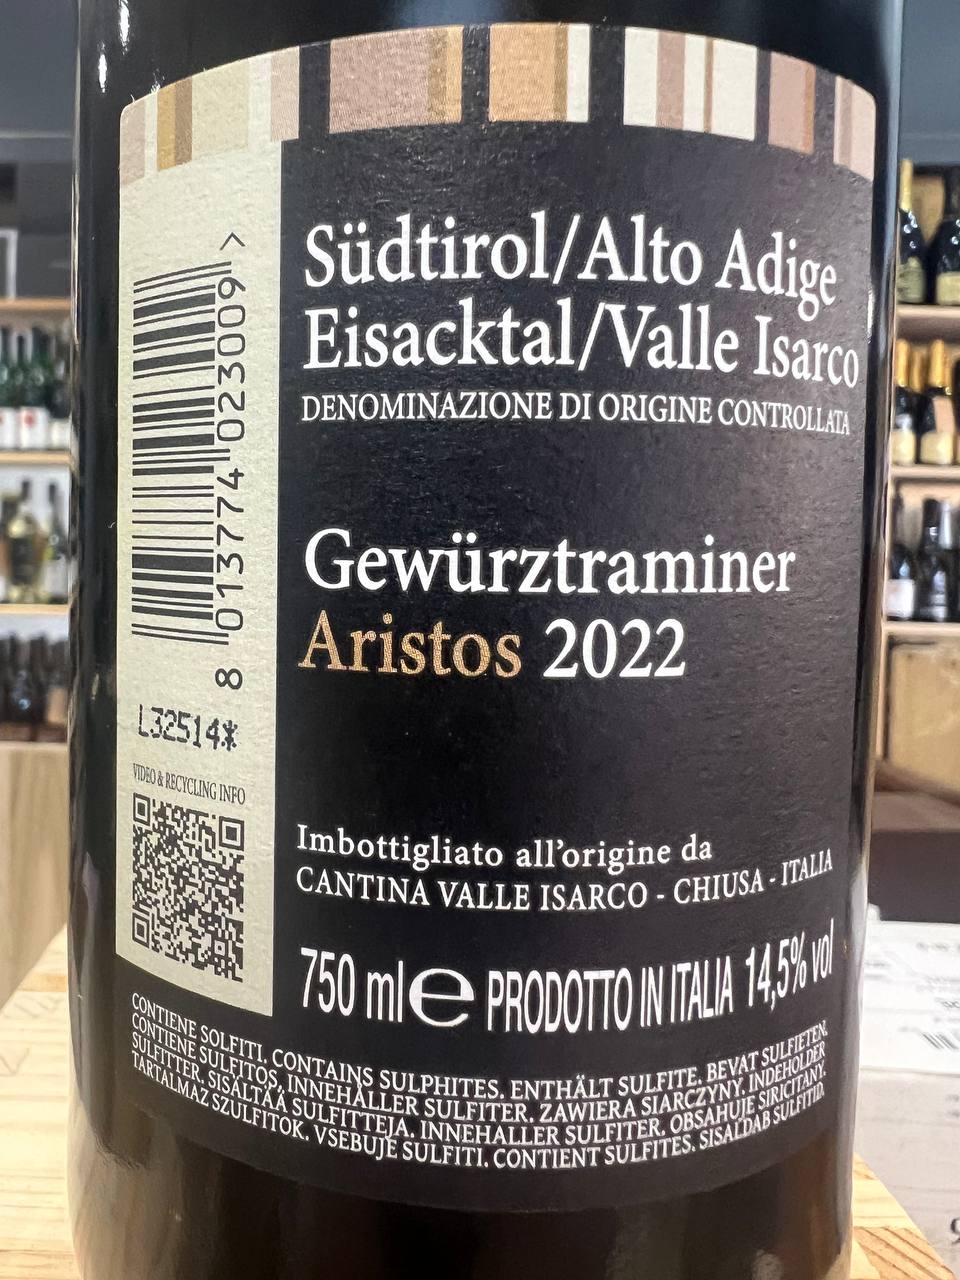 Südtirol/Alto Adige
Eisacktal/Valle Isarco
DENOMINAZIONE DI ORIGINE CONTROLLATA
Gewürztraminer
Aristos 2022
Imbottigliato all'origine da
CANTINA VALLE ISARCO - CHIUSA - ITALIA
750 ml e PRODOTTO IN ITALIA 14,5% vol
8 013774 023009 >
L32514*
VIDEO & RECYCLING INFO
CONTIENE SOLFITI. CONTAINS SULPHITES. ENTHÄLT SULFITE. BEVAT SULFIETEN.
CONTIENE SULFITOS, INNEHÅLLER SULFITER. ZAWIERA SIARCZYNY. INDEHOLDER
SULFITTER. SISÄLTÄÄ SULFITTEJA. INNEHALLER SULFITER. OBSAHUJE SIRICITANY.
TARTALMAZ SZULFITOK. VSEBUJE SULFITI. CONTIENT SULFITES. SISALDAB SULFITID.